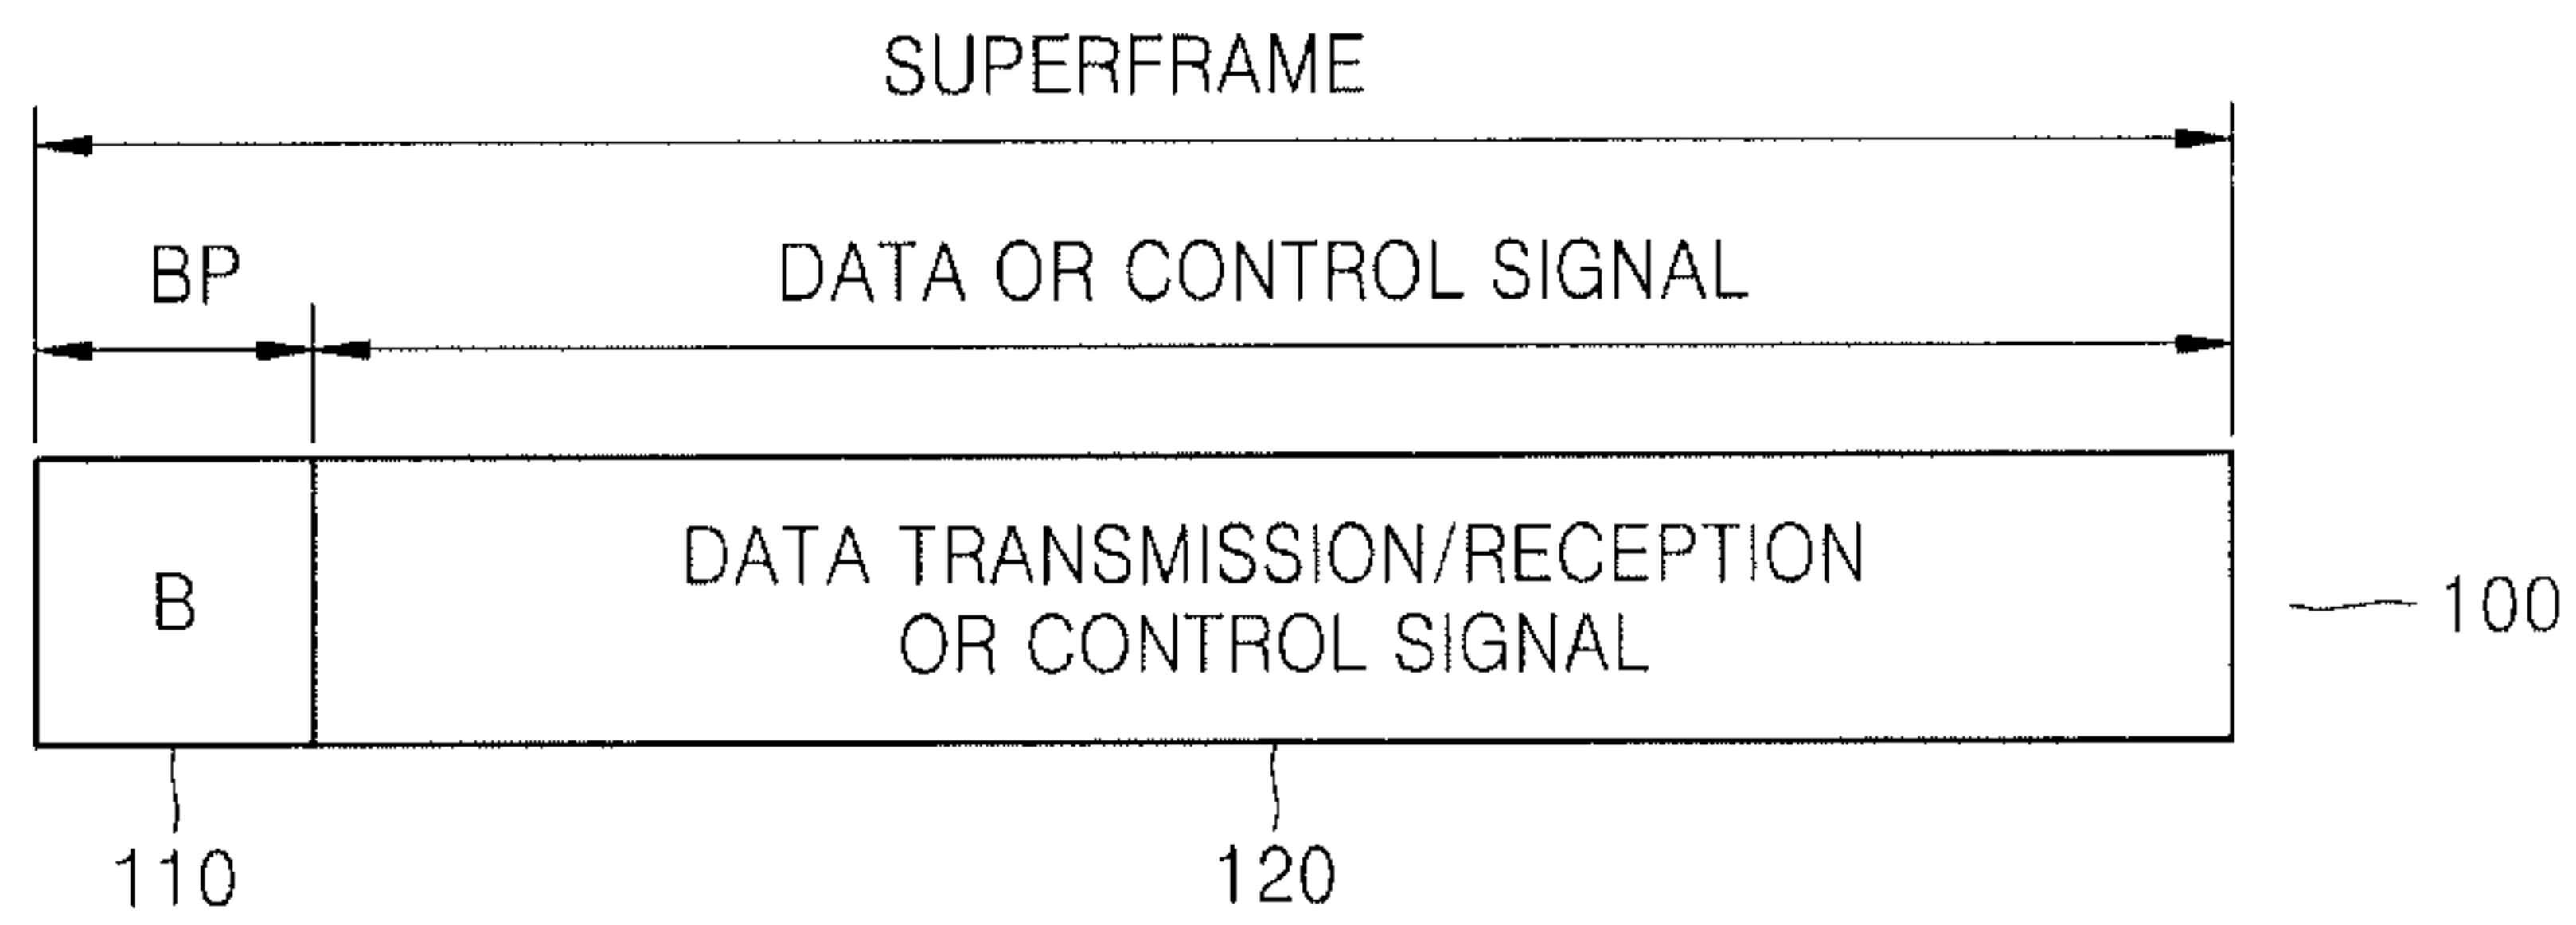 SUPERFRAME
BP
DATA OR CONTROL SIGNAL
B
DATA TRANSMISSION/RECEPTION
OR CONTROL SIGNAL
100
110
120